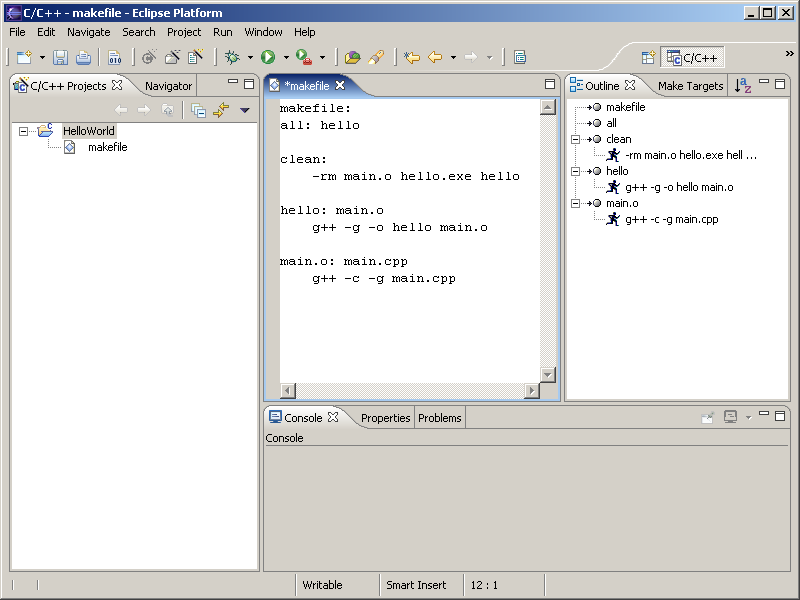 C/C++ - makefile - Eclipse Platform
File Edit Navigate Search Project Run Window Help
010
C/C++
»
C/C++ Projects Navigator
HelloWorld
makefile
*makefile
makefile:
all: hello
clean:
-rm main.o hello.exe hello
hello: main.o
g++ -g -o hello main.o
main.o: main.cpp
g++ -c -g main.cpp
Outline Make Targets
makefile
all
clean
-rm main.o hello.exe hell ...
hello
g++ -g -o hello main.o
main.o
g++ -c -g main.cpp
Console Properties Problems
Console
Writable Smart Insert 12 : 1